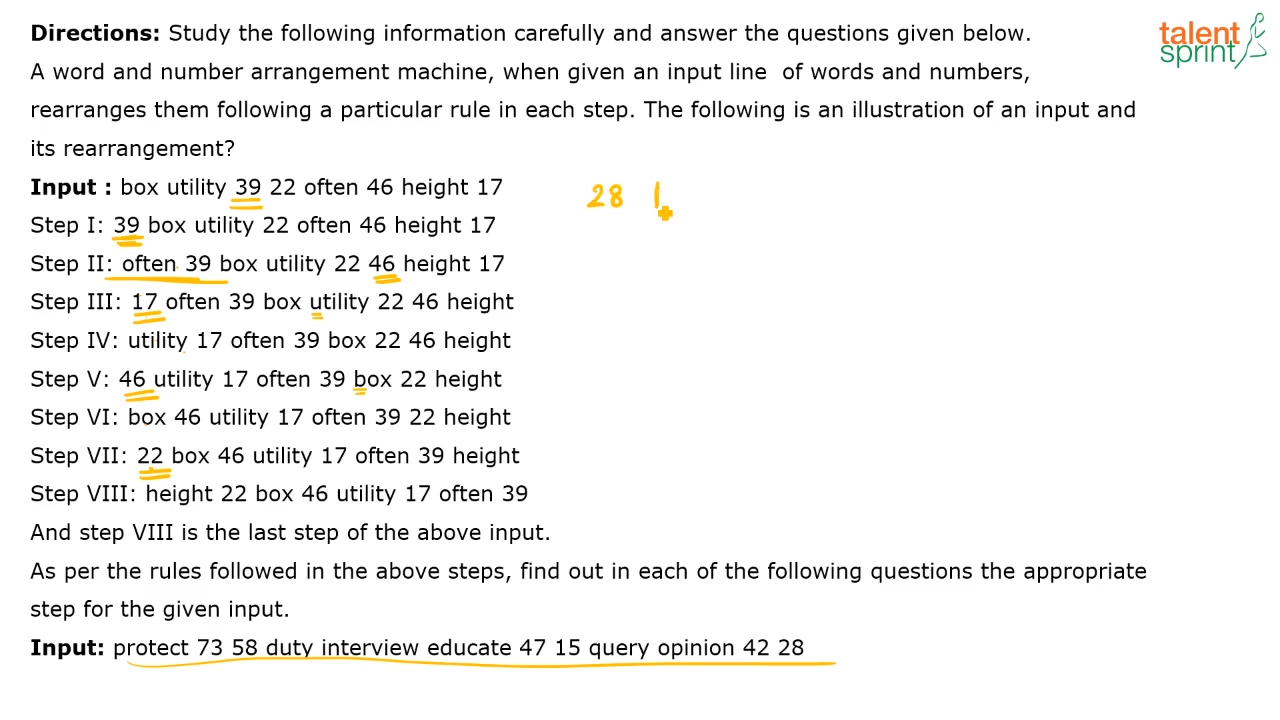 Directions: Study the following information carefully and answer the questions given below.
talent
sprint
A word and number arrangement machine, when given an input line of words and numbers,
rearranges them following a particular rule in each step. The following is an illustration of an input and
its rearrangement?
Input : box utility 39 22 often 46 height 17
28 1
Step I: 39 box utility 22 often 46 height 17
Step II: often 39 box utility 22 46 height 17
Step III: 17 often 39 box utility 22 46 height
Step IV: utility 17 often 39 box 22 46 height
Step V: 46 utility 17 often 39 box 22 height
Step VI: box 46 utility 17 often 39 22 height
Step VII: 22 box 46 utility 17 often 39 height
Step VIII: height 22 box 46 utility 17 often 39
And step VIII is the last step of the above input.
As per the rules followed in the above steps, find out in each of the following questions the appropriate
step for the given input.
Input: protect 73 58 duty interview educate 47 15 query opinion 42 28